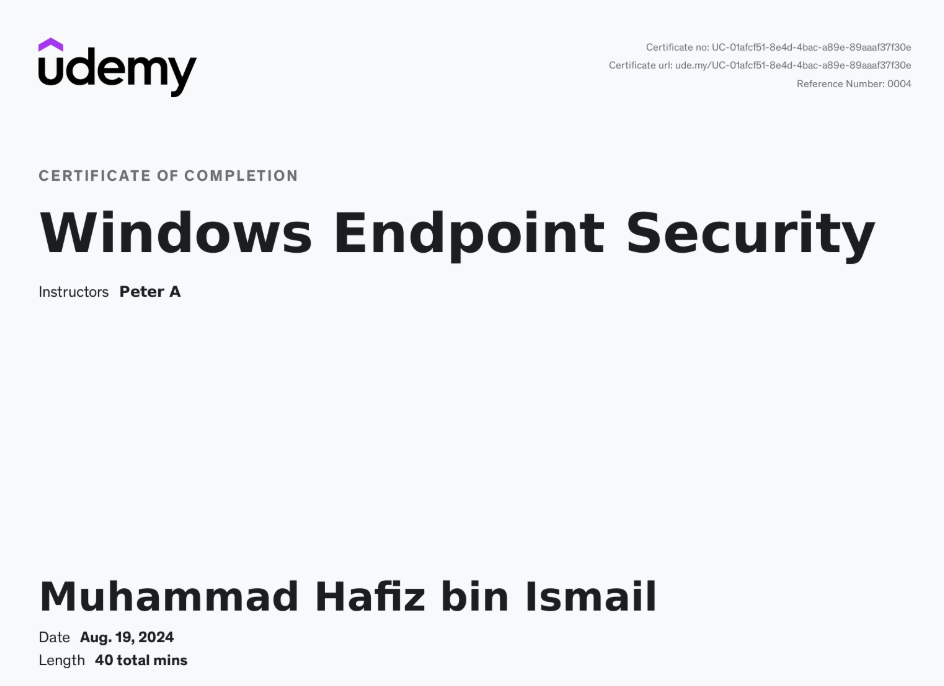 udemy
Certificate no: UC-01afcf51-8e4d-4bac-a89e-89aaaf37f30e
Certificate url: ude.my/UC-01afcf51-8e4d-4bac-a89e-89aaaf37f30e
Reference Number: 0004
CERTIFICATE OF COMPLETION
Windows Endpoint Security
Instructors Peter A
Muhammad Hafiz bin Ismail
Date Aug. 19, 2024
Length 40 total mins